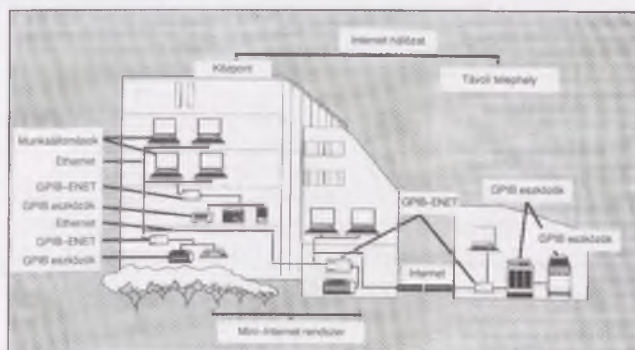 Internet hálózat
Központ
Távoli telephely
Munkaállomások
Ethernet
GPIB-ENET
GPIB eszközök
Ethernet
GPIB-ENET
GPIB eszközök
GPIB-ENET
GPIB eszközök
GPIB eszközök
Internet
Mini-Internet rendszer